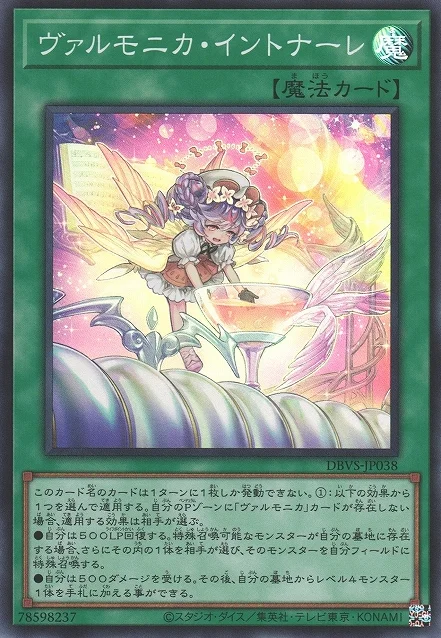 ヴァルモニカ・イントナーレ 魔
【魔法カード】
DBVS-JP038
このカード名のカードは1ターンに1枚しか発動できない。①:以下の効果から
1つを選んで適用する。自分のPゾーンに「ヴァルモニカ」カードが存在しない
場合、適用する効果は相手が選ぶ。
●自分は500LP回復する。特殊召喚可能なモンスターが自分の墓地に存在
する場合、さらにその内の1体を相手が選び、そのモンスターを自分フィールドに
特殊召喚する。
●自分は500ダメージを受ける。その後、自分の墓地からレベル4モンスター
1体を手札に加える事ができる。
78598237 ©スタジオ・ダイス/集英社・テレビ東京・KONAMI